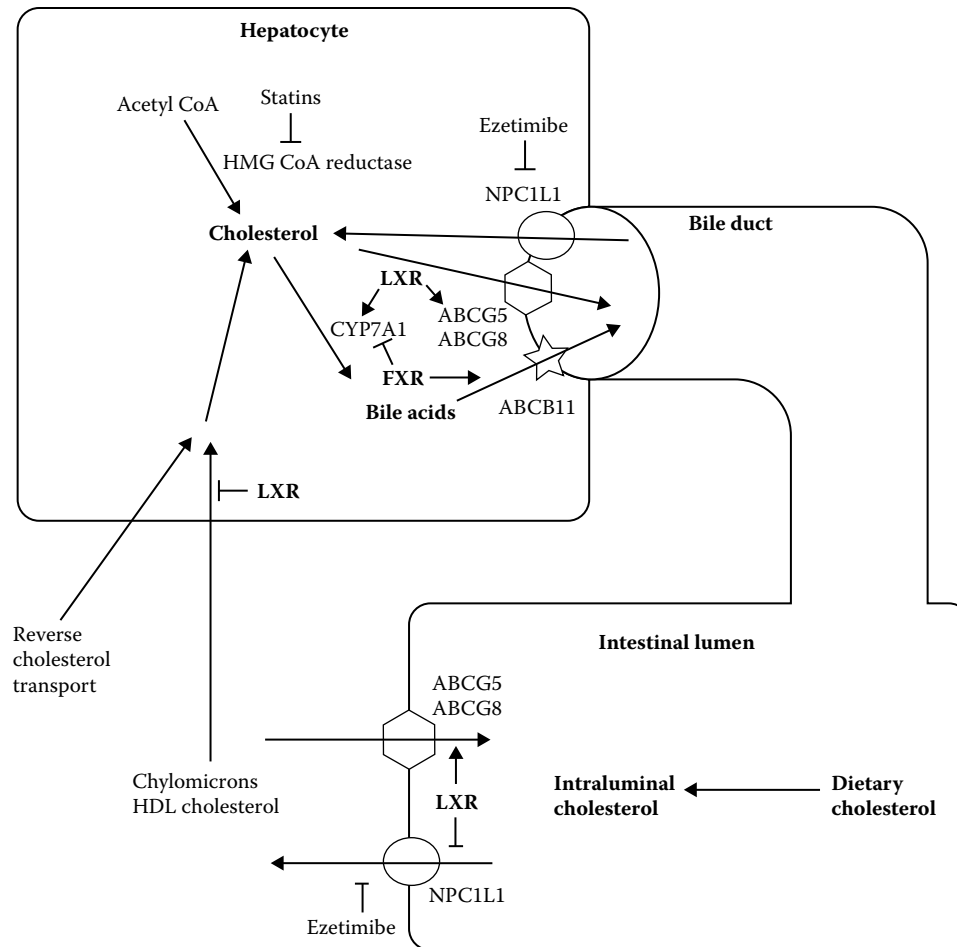 Hepatocyte
Statins
Acetyl CoA
Ezetimibe
HMG CoA reductase
NPC1L1
Bile duct
Cholesterol
LXR
ABCG5
CYP7A1
ABCG8
FXR
Bile acids
ABCB11
LXR
Reverse
cholesterol
transport
Intestinal lumen
ABCG5
ABCG8
Chylomicrons
HDL cholesterol
LXR
Intraluminal
cholesterol
Dietary
cholesterol
NPC1L1
Ezetimibe